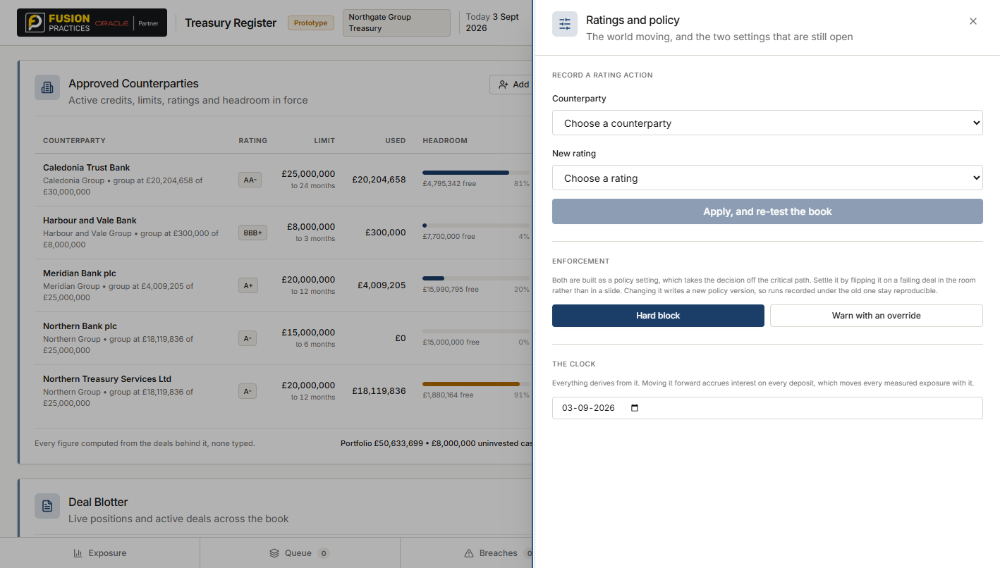 FUSION PRACTICES ORACLE Partner
Treasury Register
Prototype
Northgate Group
Treasury
Today 3 Sept
2026
Approved Counterparties
Active credits, limits, ratings and headroom in force
Add
COUNTERPARTY RATING LIMIT USED HEADROOM
Caledonia Trust Bank
Caledonia Group • group at £20,204,658 of
£30,000,000
AA-
£25,000,000
to 24 months
£20,204,658
£4,795,342 free 81%
Harbour and Vale Bank
Harbour and Vale Group • group at £300,000 of
£8,000,000
BBB+
£8,000,000
to 3 months
£300,000
£7,700,000 free 4%
Meridian Bank plc
Meridian Group • group at £4,009,205 of
£25,000,000
A+
£20,000,000
to 12 months
£4,009,205
£15,990,795 free 20%
Northern Bank plc
Northern Group • group at £18,119,836 of
£25,000,000
A-
£15,000,000
to 6 months
£0
£15,000,000 free 0%
Northern Treasury Services Ltd
Northern Group • group at £18,119,836 of
£25,000,000
A-
£20,000,000
to 12 months
£18,119,836
£1,880,164 free 91%
Every figure computed from the deals behind it, none typed.
Portfolio £50,633,699 • £8,000,000 uninvested cas
Deal Blotter
Live positions and active deals across the book
Exposure
Queue 0
Breaches 0
Ratings and policy
The world moving, and the two settings that are still open
RECORD A RATING ACTION
Counterparty
Choose a counterparty
New rating
Choose a rating
Apply, and re-test the book
ENFORCEMENT
Both are built as a policy setting, which takes the decision off the critical path. Settle it by flipping it on a failing deal in the room
rather than in a slide. Changing it writes a new policy version, so runs recorded under the old one stay reproducible.
Hard block
Warn with an override
THE CLOCK
Everything derives from it. Moving it forward accrues interest on every deposit, which moves every measured exposure with it.
03-09-2026